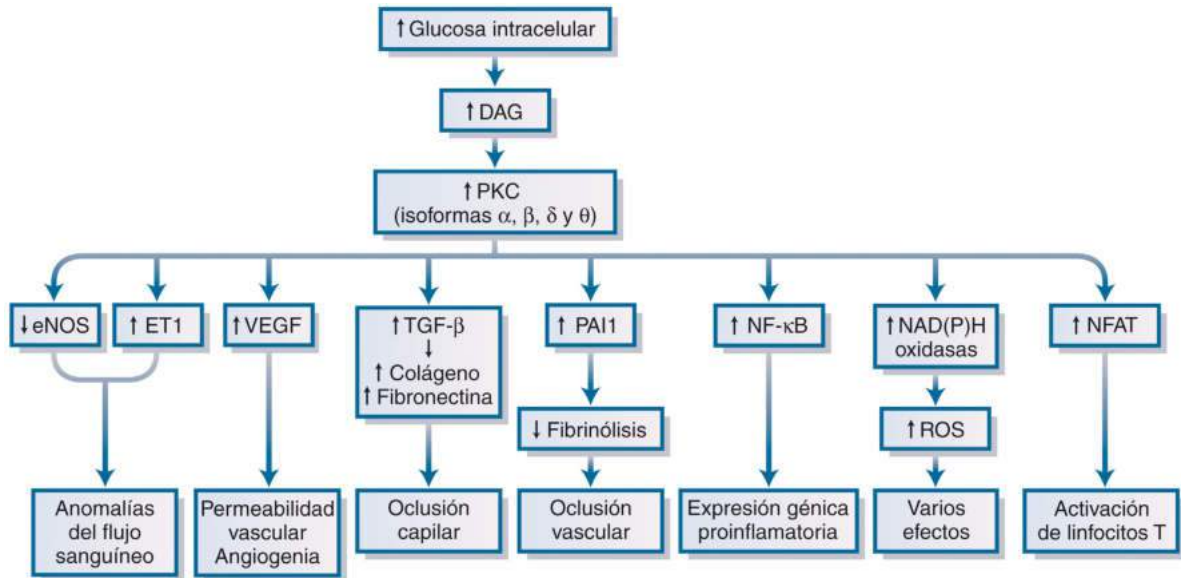 ↑ Glucosa intracelular
↑ DAG
↑ PKC
(isoformas α, β, δ y θ)
↓ eNOS
↑ ET1
↑ VEGF
↑ TGF-β
↓
↑ Colágeno
↑ Fibronectina
↑ PAI1
↑ NF-κB
↑ NAD(P)H
oxidasas
↑ NFAT
↓ Fibrinólisis
↑ ROS
Anomalías
del flujo
sanguíneo
Permeabilidad
vascular
Angiogenia
Oclusión
capilar
Oclusión
vascular
Expresión génica
proinflamatoria
Varios
efectos
Activación
de linfocitos T